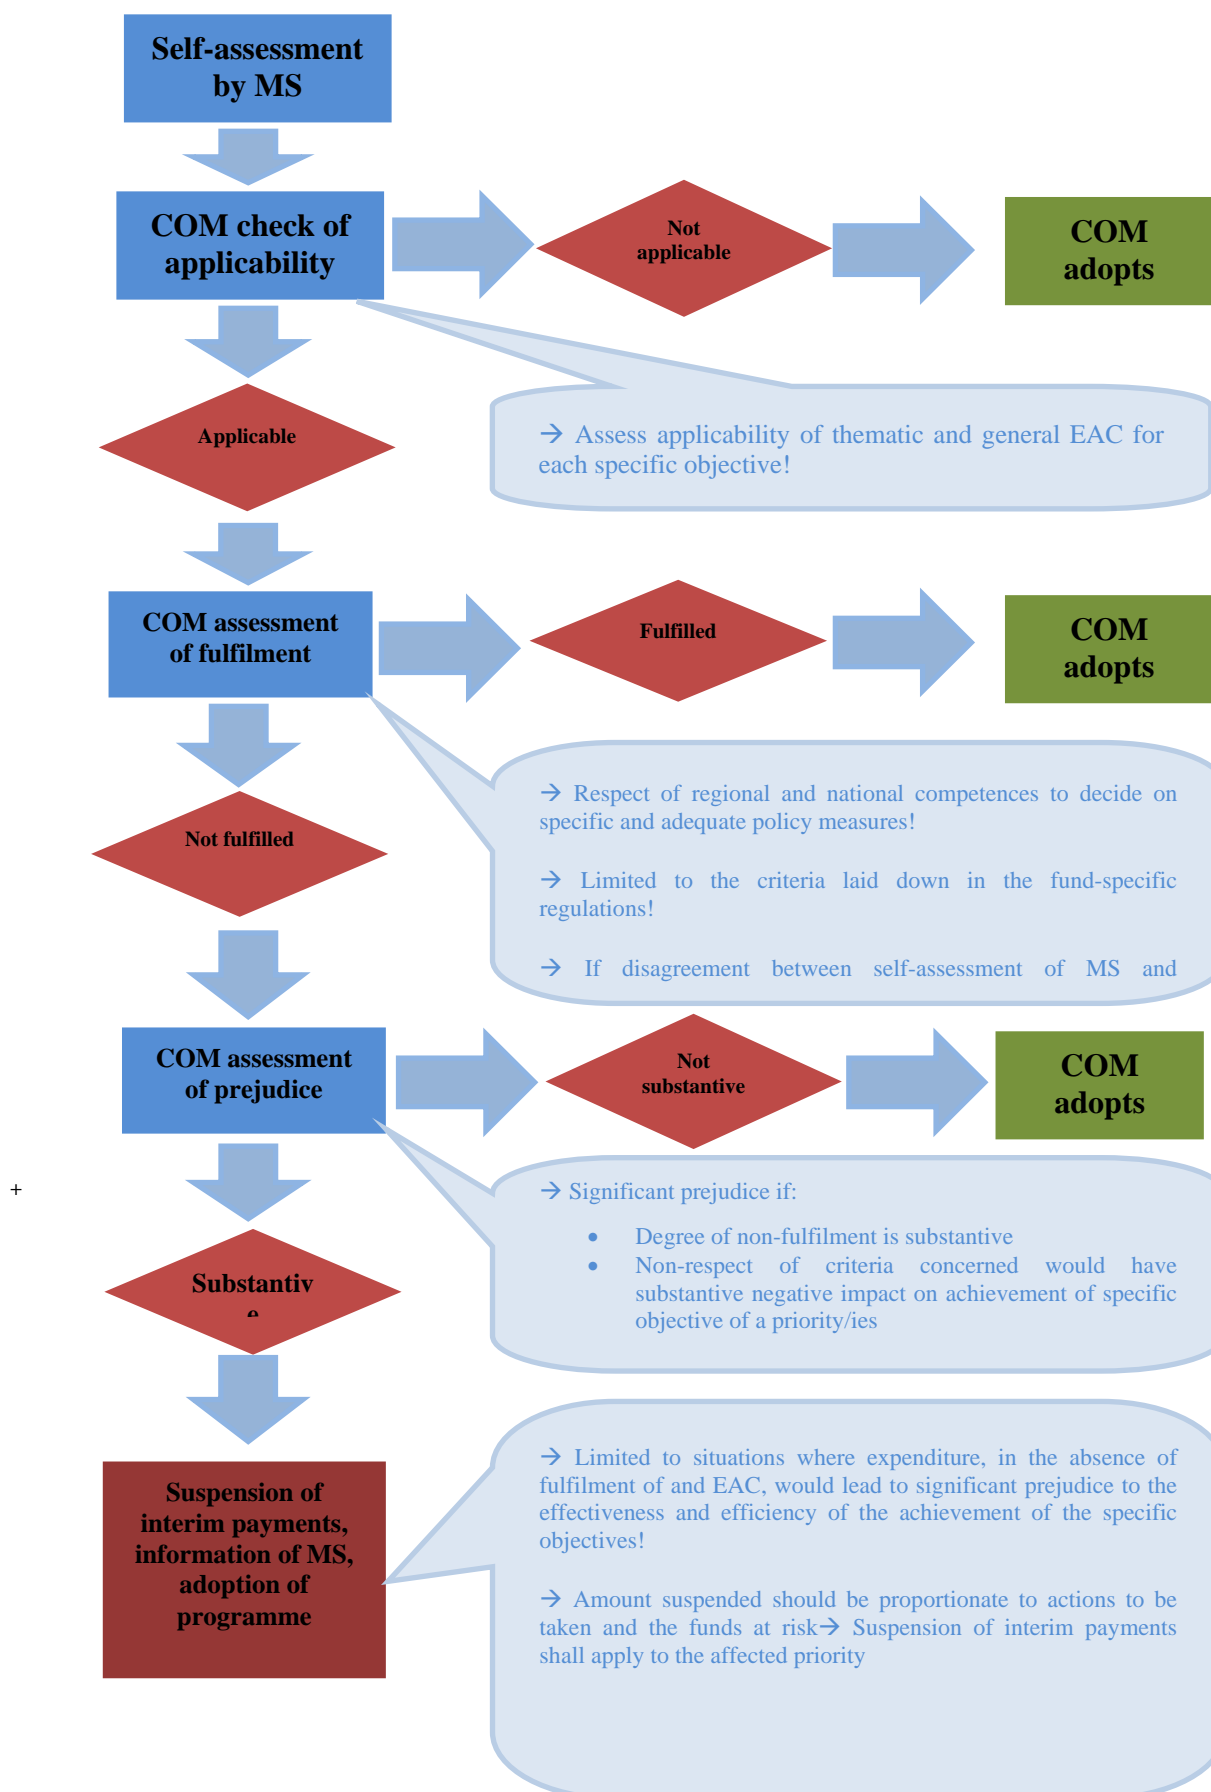 Self-assessment
by MS
COM check of
applicability
Not
applicable
COM
adopts
Applicable
→ Assess applicability of thematic and general EAC for
each specific objective!
COM assessment
of fulfilment
Fulfilled
COM
adopts
Not fulfilled
→ Respect of regional and national competences to decide on
specific and adequate policy measures!
→ Limited to the criteria laid down in the fund-specific
regulations!
→ If disagreement between self-assessment of MS and
COM assessment
of prejudice
Not
substantive
COM
adopts
+
→ Significant prejudice if:
• Degree of non-fulfilment is substantive
• Non-respect of criteria concerned would have
substantive negative impact on achievement of specific
objective of a priority/ies
Substantiv
e
Suspension of
interim payments,
information of MS,
adoption of
programme
→ Limited to situations where expenditure, in the absence of
fulfilment of and EAC, would lead to significant prejudice to the
effectiveness and efficiency of the achievement of the specific
objectives!
→ Amount suspended should be proportionate to actions to be
taken and the funds at risk→ Suspension of interim payments
shall apply to the affected priority